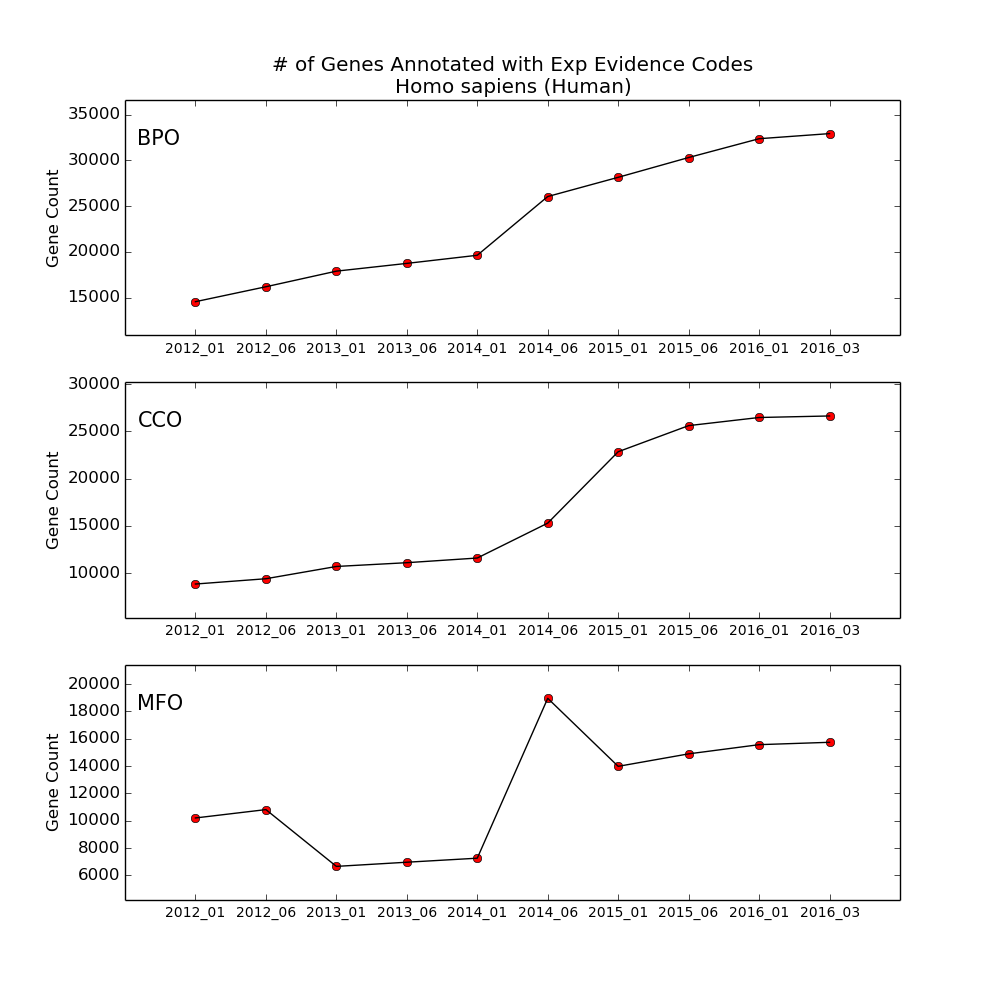 # of Genes Annotated with Exp Evidence Codes
Homo sapiens (Human)
35000
BPO
30000
25000
20000
15000
Gene Count
2012_01 2012_06 2013_01 2013_06 2014_01 2014_06 2015_01 2015_06 2016_01 2016_03
30000
CCO
25000
20000
15000
10000
Gene Count
2012_01 2012_06 2013_01 2013_06 2014_01 2014_06 2015_01 2015_06 2016_01 2016_03
20000
MFO
18000
16000
14000
12000
10000
8000
6000
Gene Count
2012_01 2012_06 2013_01 2013_06 2014_01 2014_06 2015_01 2015_06 2016_01 2016_03